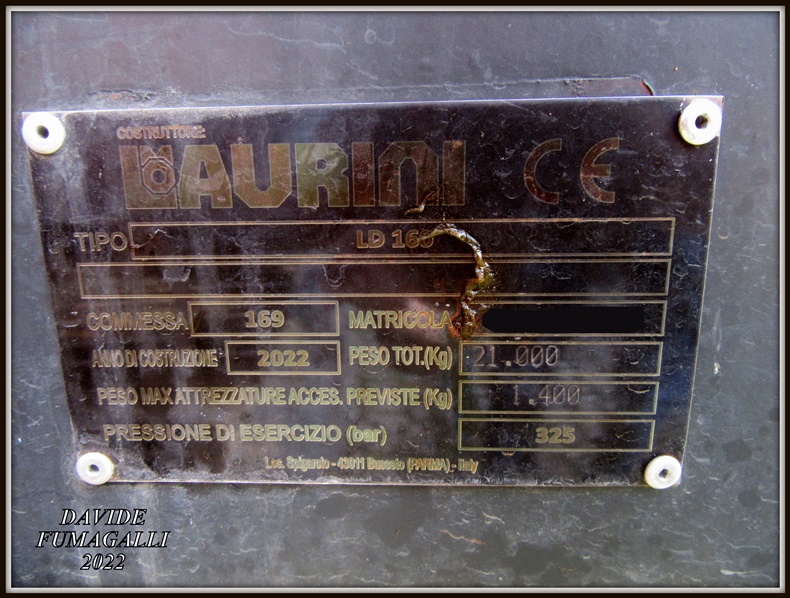 COSTRUTTORE:
LAURINI CE
TIPO LD 160
COMMESSA 169 MATRICOLA
ANNO DI COSTRUZIONE 2022 PESO TOT.(Kg) 21.000
PESO MAX ATTREZZATURE ACCES. PREVISTE (Kg) 1.400
PRESSIONE DI ESERCIZIO (bar) 325
Loc. Spigarolo - 43011 Busseto (PARMA) - Italy
DAVIDE
FUMAGALLI
2022